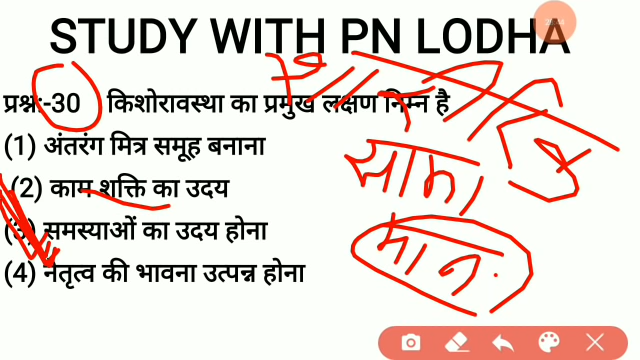 STUDY WITH PN LODHA
प्रश्न:-30 किशोरावस्था का प्रमुख लक्षण निम्न है
(1) अंतरंग मित्र समूह बनाना
(2) काम शक्ति का उदय
(3) समस्याओं का उदय होना
(4) नेतृत्व की भावना उत्पन्न होना